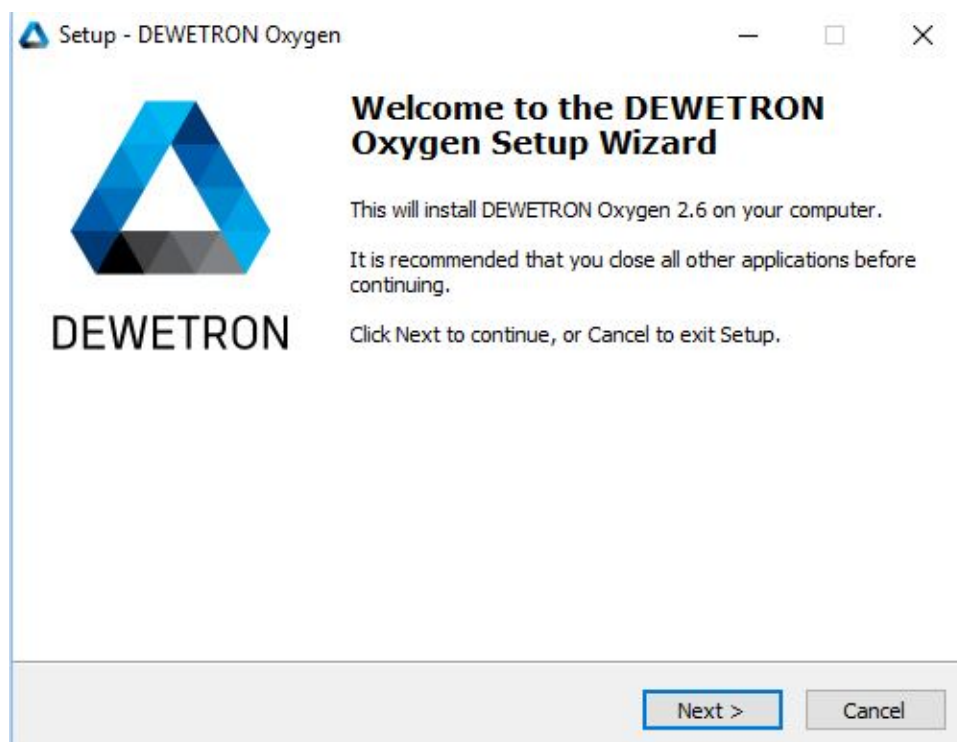 Setup - DEWETRON Oxygen
Welcome to the DEWETRON
Oxygen Setup Wizard
This will install DEWETRON Oxygen 2.6 on your computer.
It is recommended that you close all other applications before
continuing.
Click Next to continue, or Cancel to exit Setup.
DEWETRON
Next >
Cancel